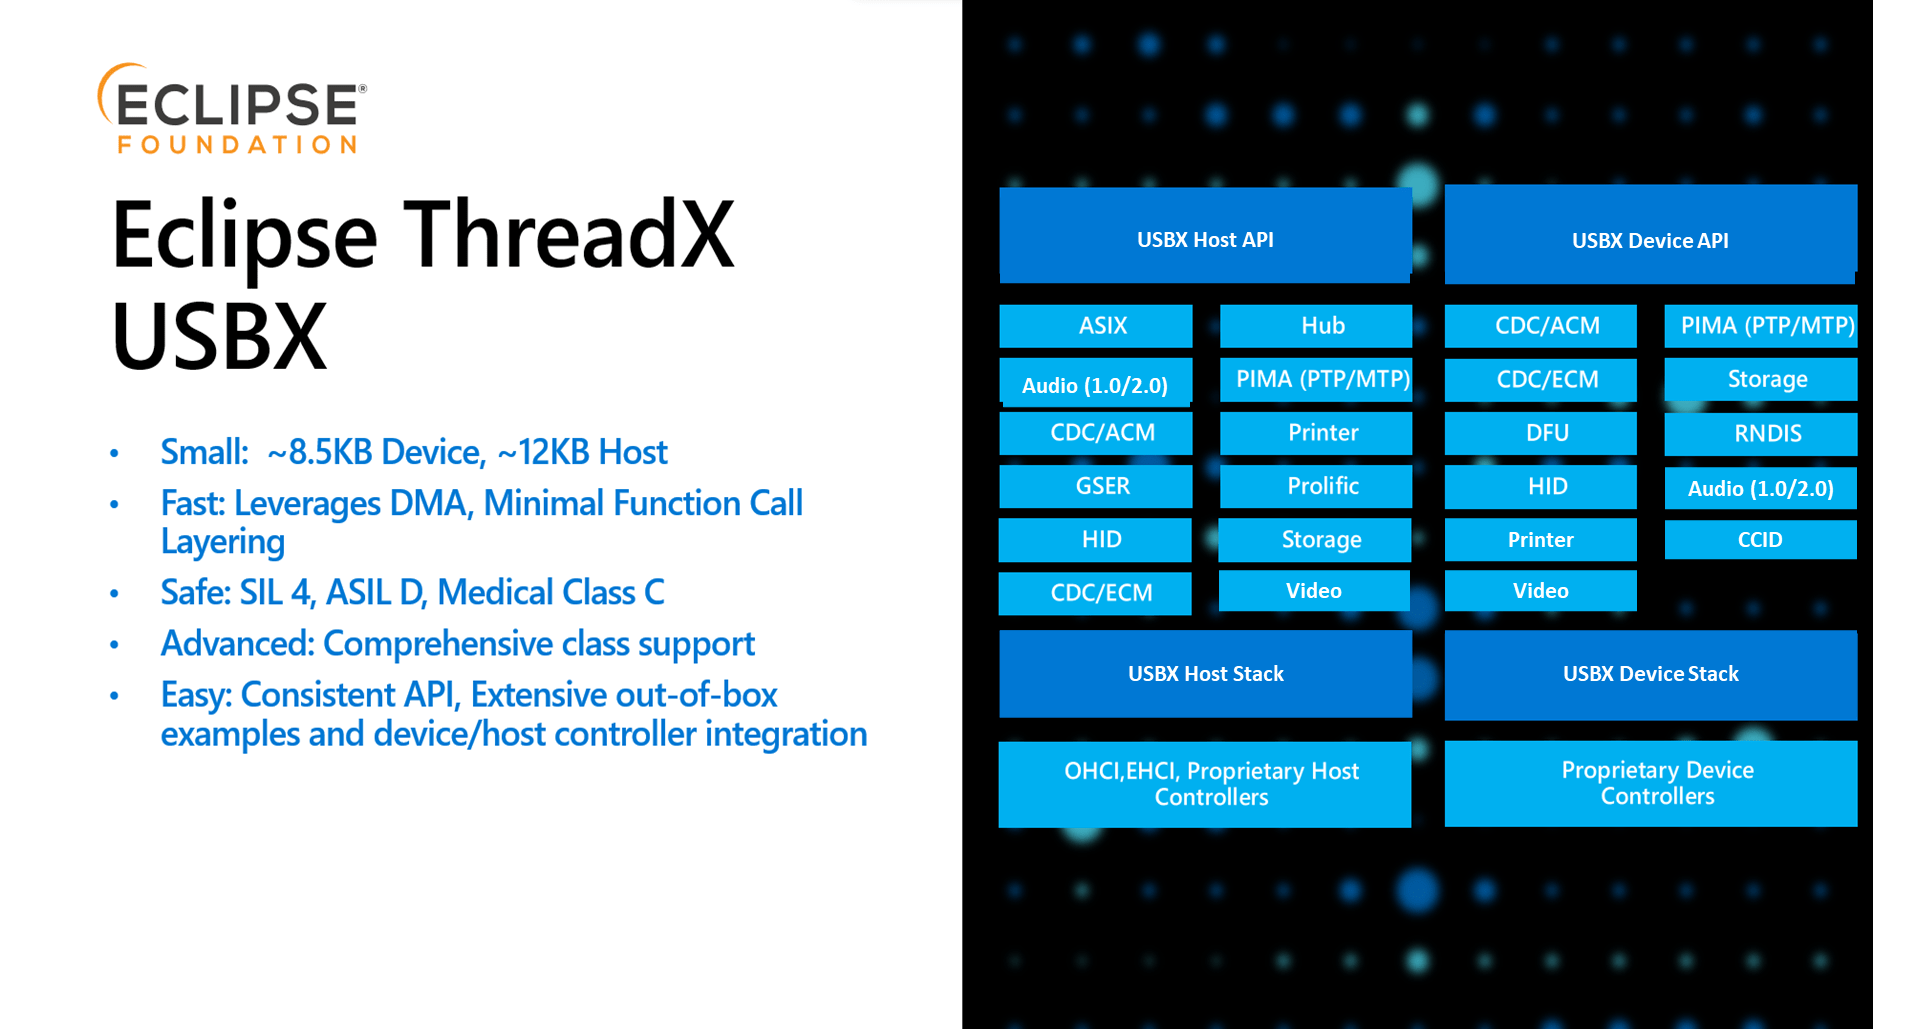 ECLIPSE®
FOUNDATION
Eclipse ThreadX
USBX
• Small:  ~8.5KB Device, ~12KB Host
• Fast: Leverages DMA, Minimal Function Call
Layering
• Safe: SIL 4, ASIL D, Medical Class C
• Advanced: Comprehensive class support
• Easy: Consistent API, Extensive out-of-box
examples and device/host controller integration
USBX Host API
ASIX
Hub
Audio (1.0/2.0)
PIMA (PTP/MTP)
CDC/ACM
Printer
GSER
Prolific
HID
Storage
CDC/ECM
Video
USBX Host Stack
OHCI,EHCI, Proprietary Host
Controllers
USBX Device API
CDC/ACM
PIMA (PTP/MTP)
CDC/ECM
Storage
DFU
RNDIS
HID
Audio (1.0/2.0)
Printer
CCID
Video
USBX Device Stack
Proprietary Device
Controllers